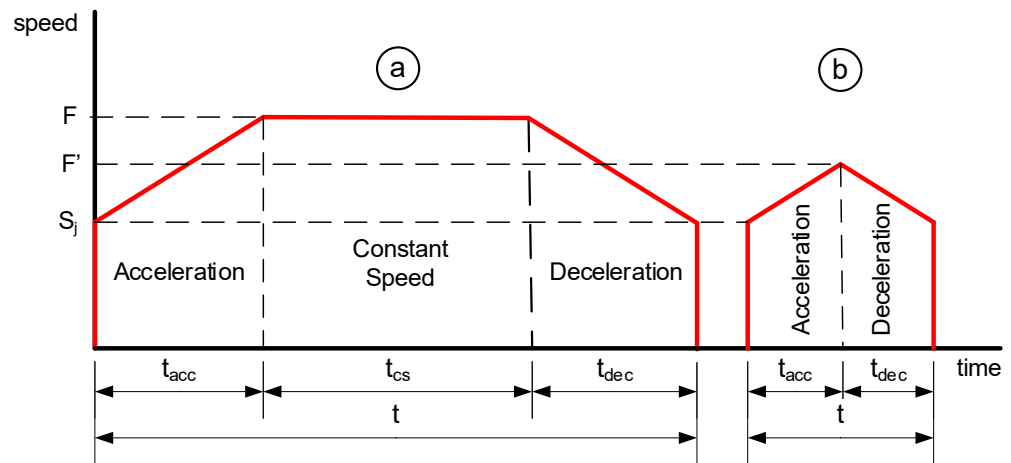 speed
a
b
F
F’
Sj
Acceleration
Constant
Speed
Deceleration
Acceleration
Deceleration
tacc
tcs
tdec
tacc
tdec
time
t
t